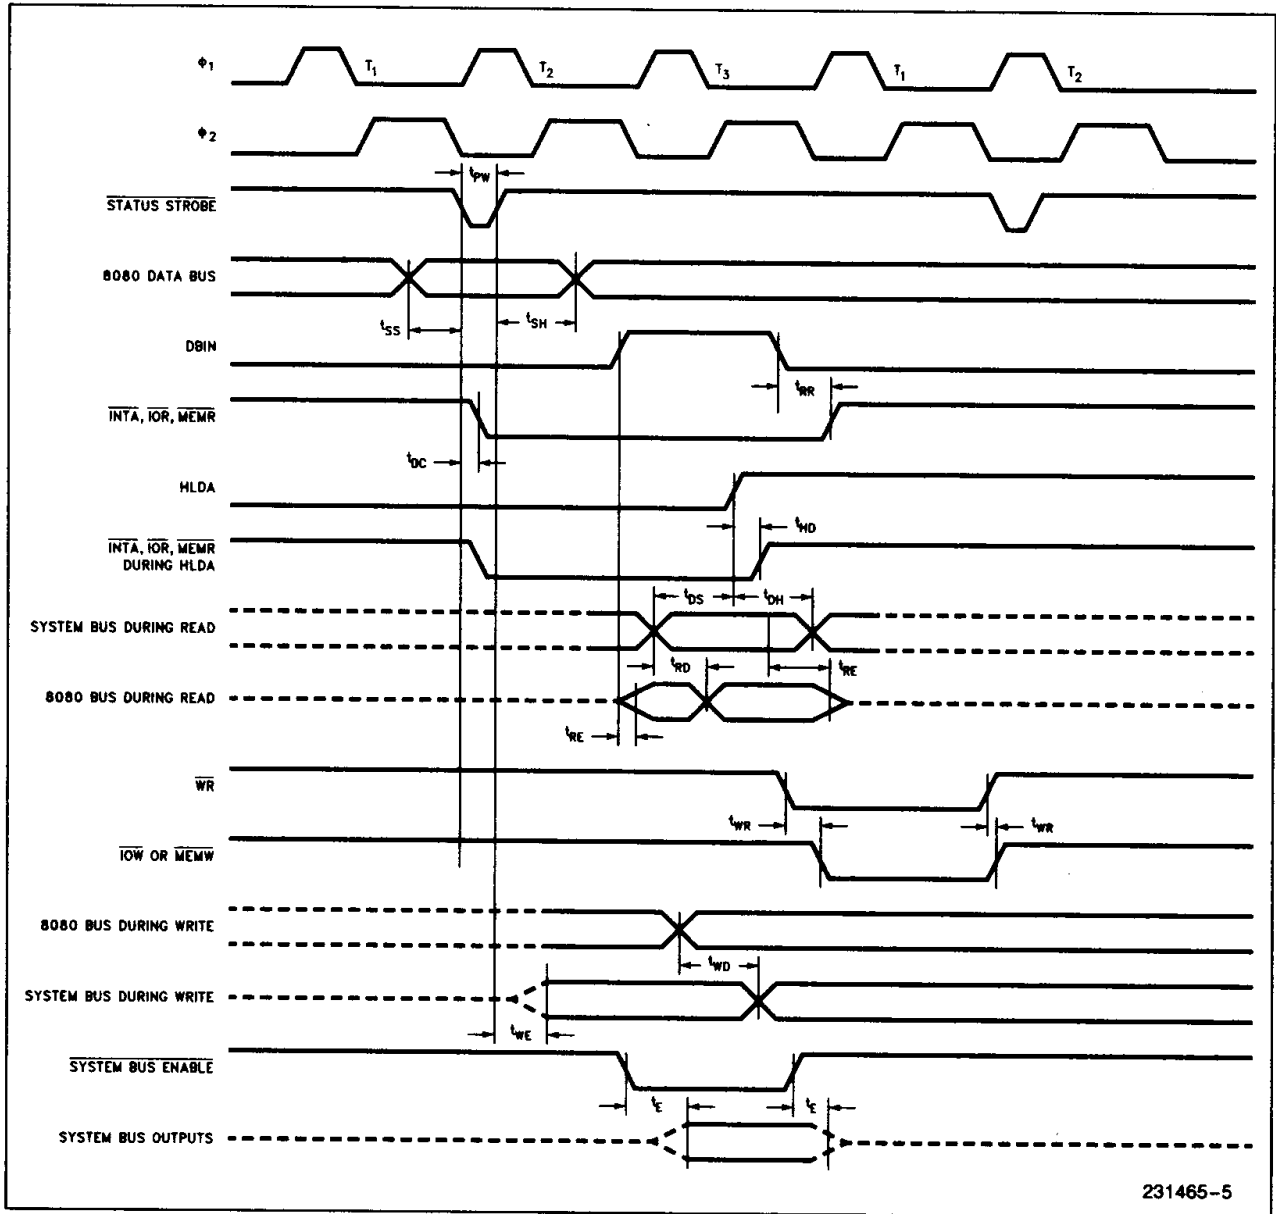 ϕ1 T1 T2 T3 T1 T2
ϕ2
tPW
STATUS STROBE
8080 DATA BUS
tSS tSH
DBIN
tRR
INTA, IOR, MEMR
tDC
HLDA
tHD
INTA, IOR, MEMR
DURING HLDA
tDS tDH
SYSTEM BUS DURING READ
tRD tRE
8080 BUS DURING READ
tRE
WR
tWR tWR
IOW OR MEMW
8080 BUS DURING WRITE
tWD
SYSTEM BUS DURING WRITE
tWE
SYSTEM BUS ENABLE
tE tE
SYSTEM BUS OUTPUTS
231465-5